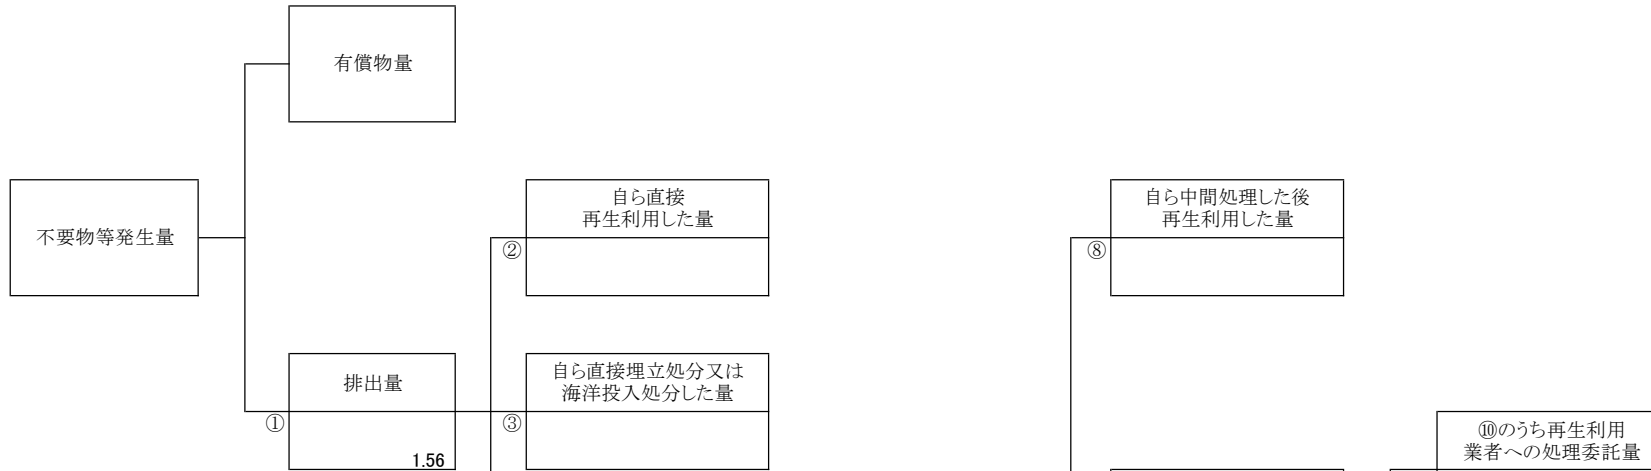 有償物量
不要物等発生量
自ら直接
再生利用した量
②
自ら中間処理した後
再生利用した量
⑧
排出量
①
1.56
自ら直接埋立処分又は
海洋投入処分した量
③
⑩のうち再生利用
業者への処理委託量